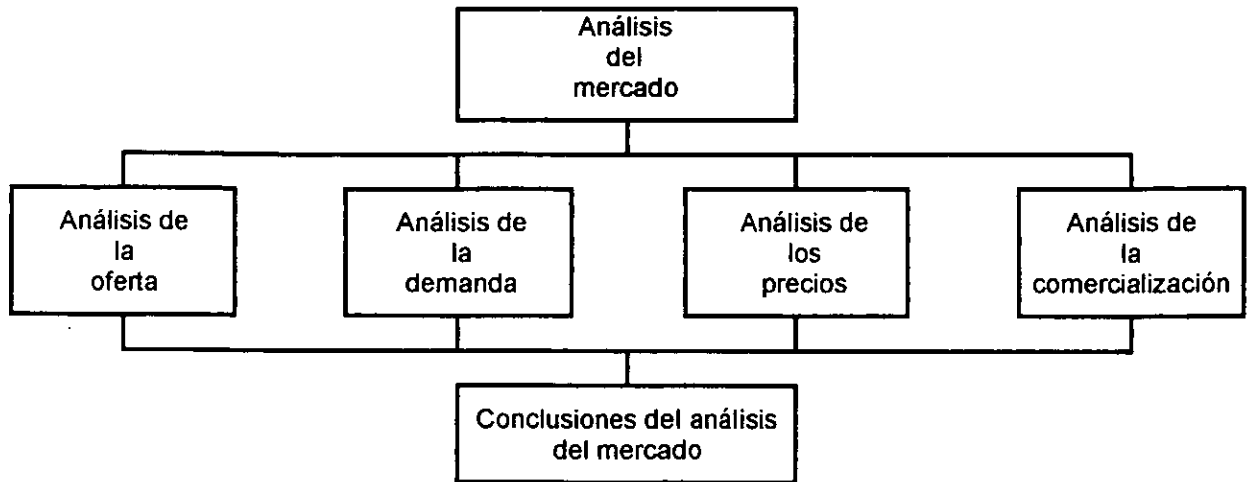 Análisis
del
mercado
Análisis de
la
oferta
Análisis de
la
demanda
Análisis de
los
precios
Análisis de
la
comercialización
Conclusiones del análisis
del mercado